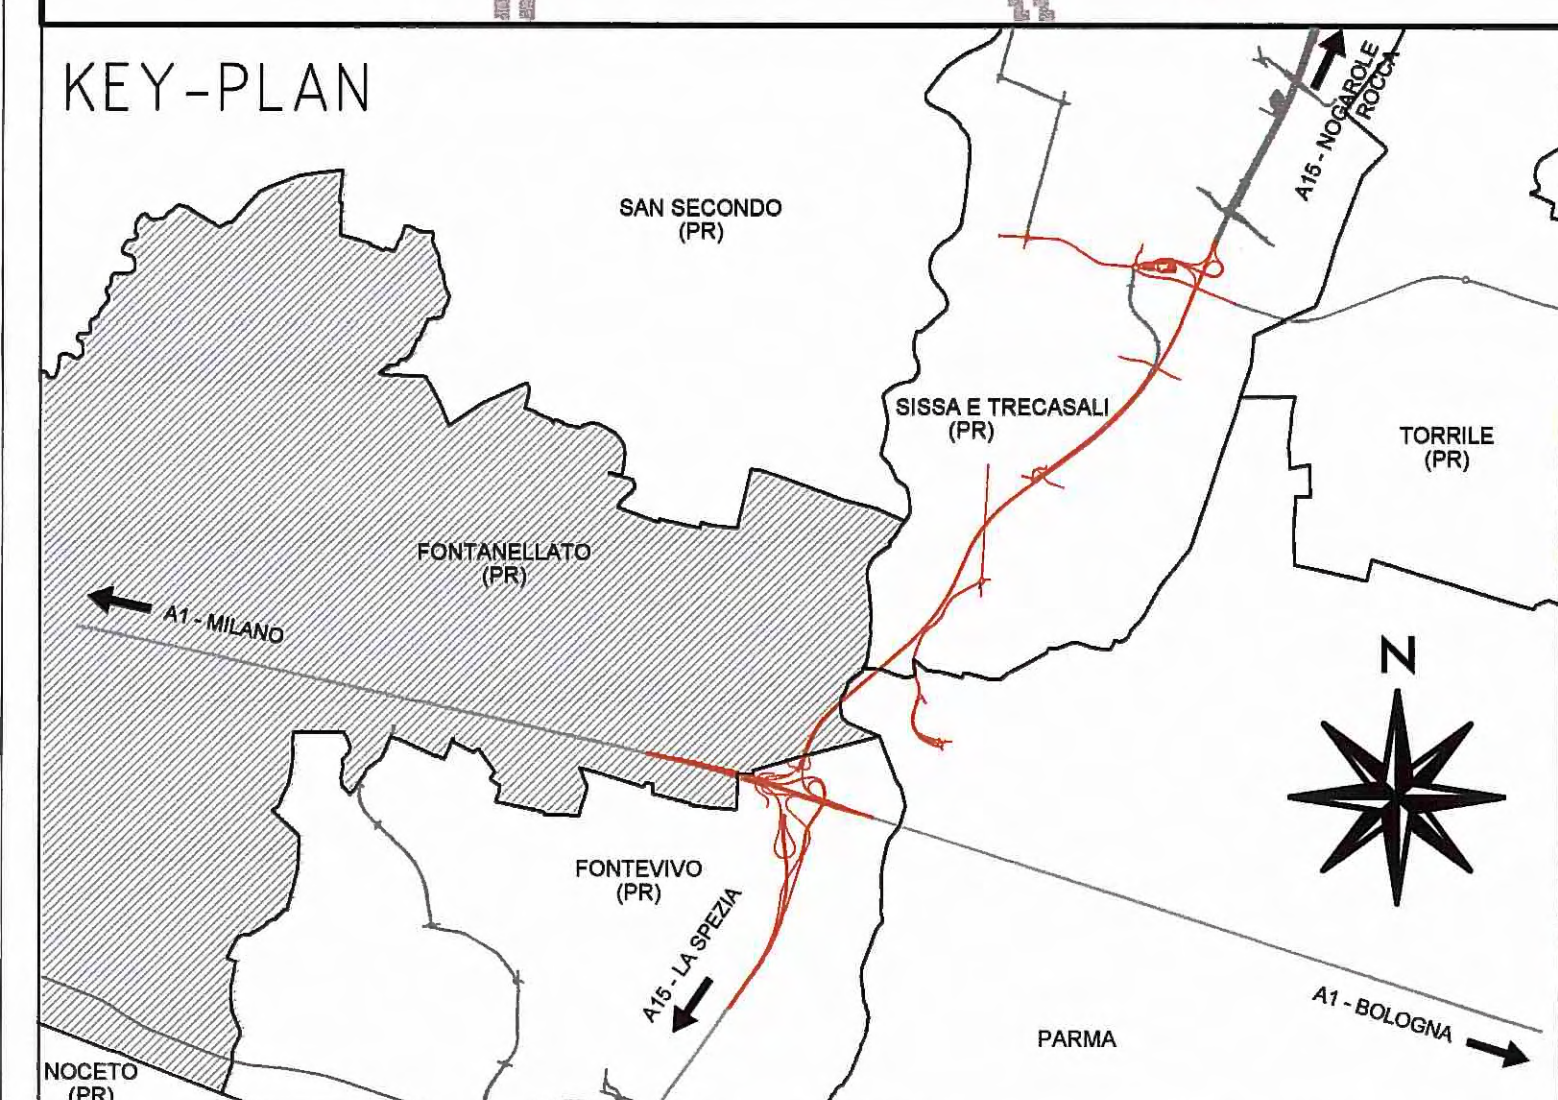 KEY-PLAN
A15 - NOGAROLE
ROCCA
SAN SECONDO
(PR)
SISSA E TRECASALI
(PR)
TORRILE
(PR)
FONTANELLATO
(PR)
A1 - MILANO
N
FONTEVIVO
(PR)
A15 - LA SPEZIA
A1 - BOLOGNA
PARMA
NOCETO
(PR)